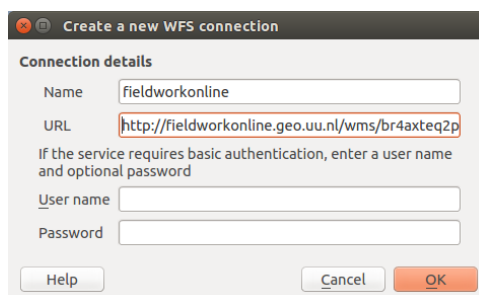 Create a new WFS connection
Connection details
Name fieldworkonline
URL http://fieldworkonline.geo.uu.nl/wms/br4axteq2p
If the service requires basic authentication, enter a user name
and optional password
User name
Password
Help Cancel OK